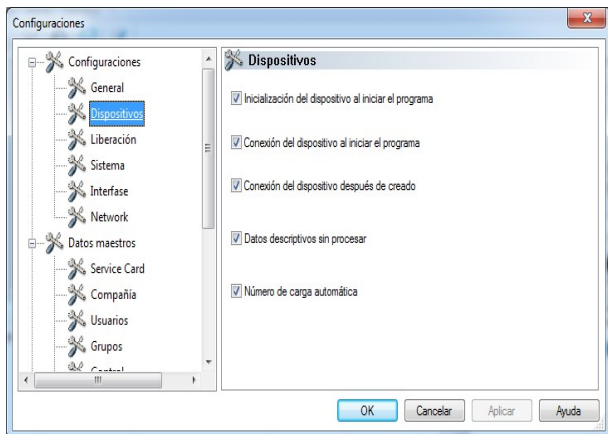 Configuraciones
Configuraciones
General
Dispositivos
Liberación
Sistema
Interfase
Network
Datos maestros
Service Card
Compañía
Usuarios
Grupos
Control
Dispositivos
Inicialización del dispositivo al iniciar el programa
Conexión del dispositivo al iniciar el programa
Conexión del dispositivo después de creado
Datos descriptivos sin procesar
Número de carga automática
OK
Cancelar
Aplicar
Ayuda